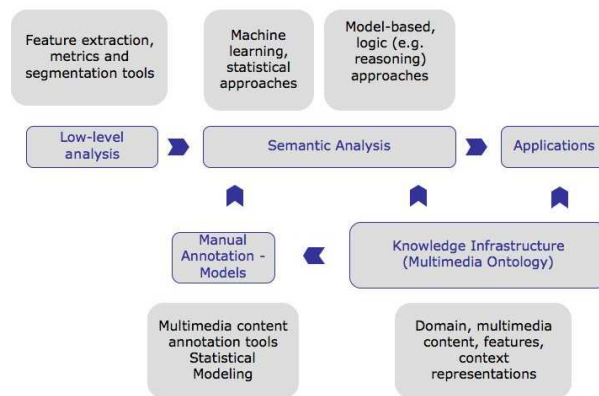 Feature extraction,
metrics and
segmentation tools
Machine
learning,
statistical
approaches
Model-based,
logic (e.g.
reasoning)
approaches
Low-level
analysis
Semantic Analysis
Applications
Manual
Annotation -
Models
Knowledge Infrastructure
(Multimedia Ontology)
Multimedia content
annotation tools
Statistical
Modeling
Domain, multimedia
content, features,
context
representations